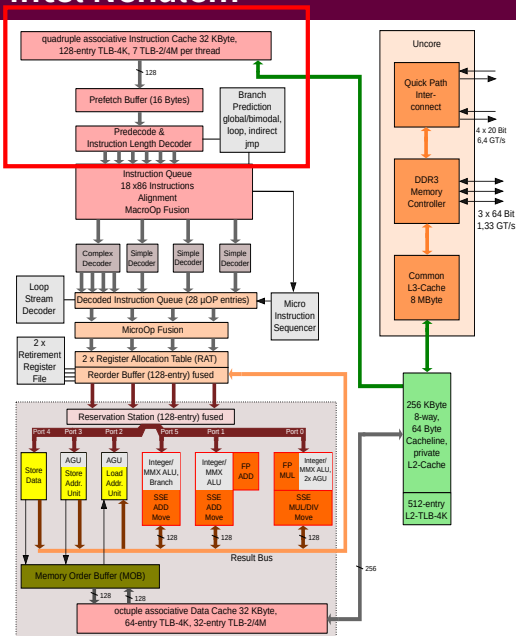 Intel Nehalem
quadruple associative Instruction Cache 32 KByte,
128-entry TLB-4K, 7 TLB-2/4M per thread
128
Prefetch Buffer (16 Bytes)
Predecode &
Instruction Length Decoder
Branch
Prediction
global/bimodal,
loop, indirect
jmp
Instruction Queue
18 x86 Instructions
Alignment
MacroOp Fusion
Complex
Decoder
Simple
Decoder
Simple
Decoder
Simple
Decoder
Loop
Stream
Decoder
Decoded Instruction Queue (28 µOP entries)
Micro
Instruction
Sequencer
MicroOp Fusion
2 x
Retirement
Register
File
2 x Register Allocation Table (RAT)
Reorder Buffer (128-entry) fused
Reservation Station (128-entry) fused
Port 4
Port 3
Port 2
Port 5
Port 1
Port 0
Store
Data
AGU
Store
Addr.
Unit
AGU
Load
Addr.
Unit
Integer/
MMX ALU,
Branch
SSE
ADD
Move
Integer/
MMX
ALU
SSE
ADD
Move
FP
ADD
FP
MUL
Integer/
MMX ALU,
2x AGU
SSE
MUL/DIV
Move
128
128
128
Result Bus
Memory Order Buffer (MOB)
128
128
octuple associative Data Cache 32 KByte,
64-entry TLB-4K, 32-entry TLB-2/4M
256
Uncore
Quick Path
Inter-
connect
4 x 20 Bit
6,4 GT/s
DDR3
Memory
Controller
3 x 64 Bit
1,33 GT/s
Common
L3-Cache
8 MByte
256 KByte
8-way,
64 Byte
Cacheline,
private
L2-Cache
512-entry
L2-TLB-4K